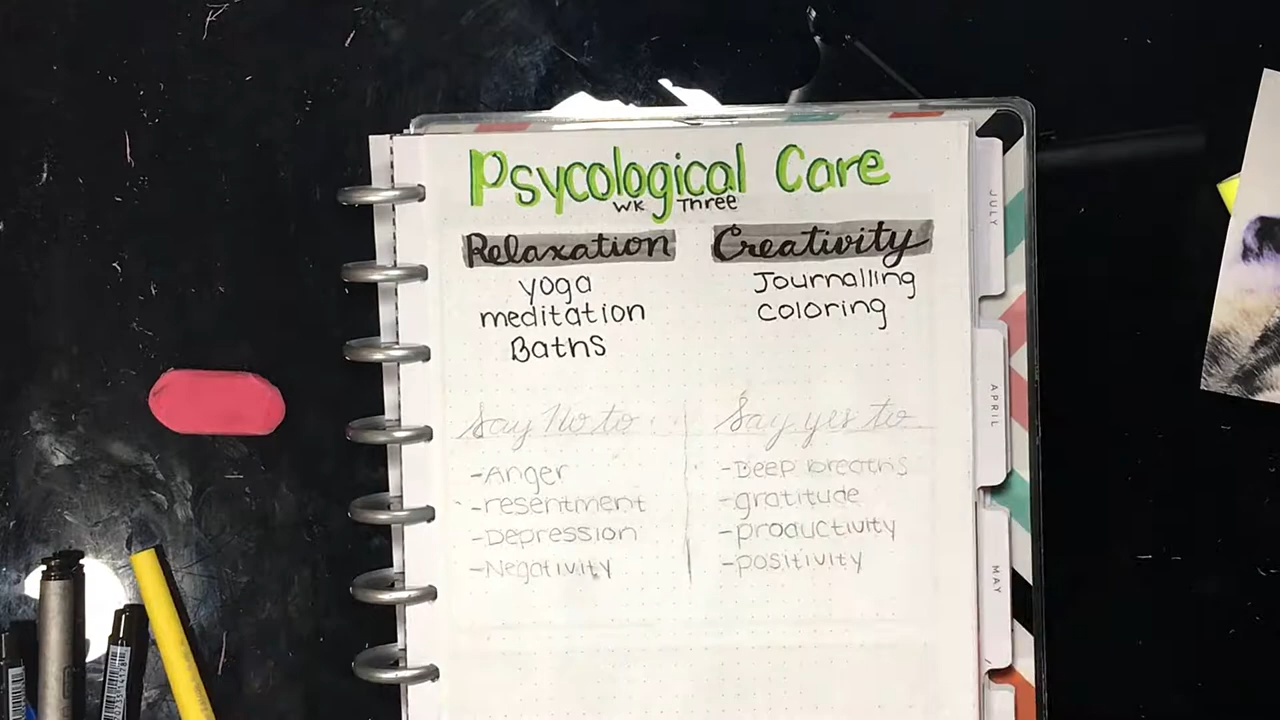 Psycological Care
WK Three
Relaxation
yoga
meditation
Baths
Creativity
Journalling
coloring
Say No to
-Anger
-resentment
-Depression
-Negativity
Say yes to
-Deep breaths
-gratitude
-productivity
-positivity
JULY
APRIL
MAY